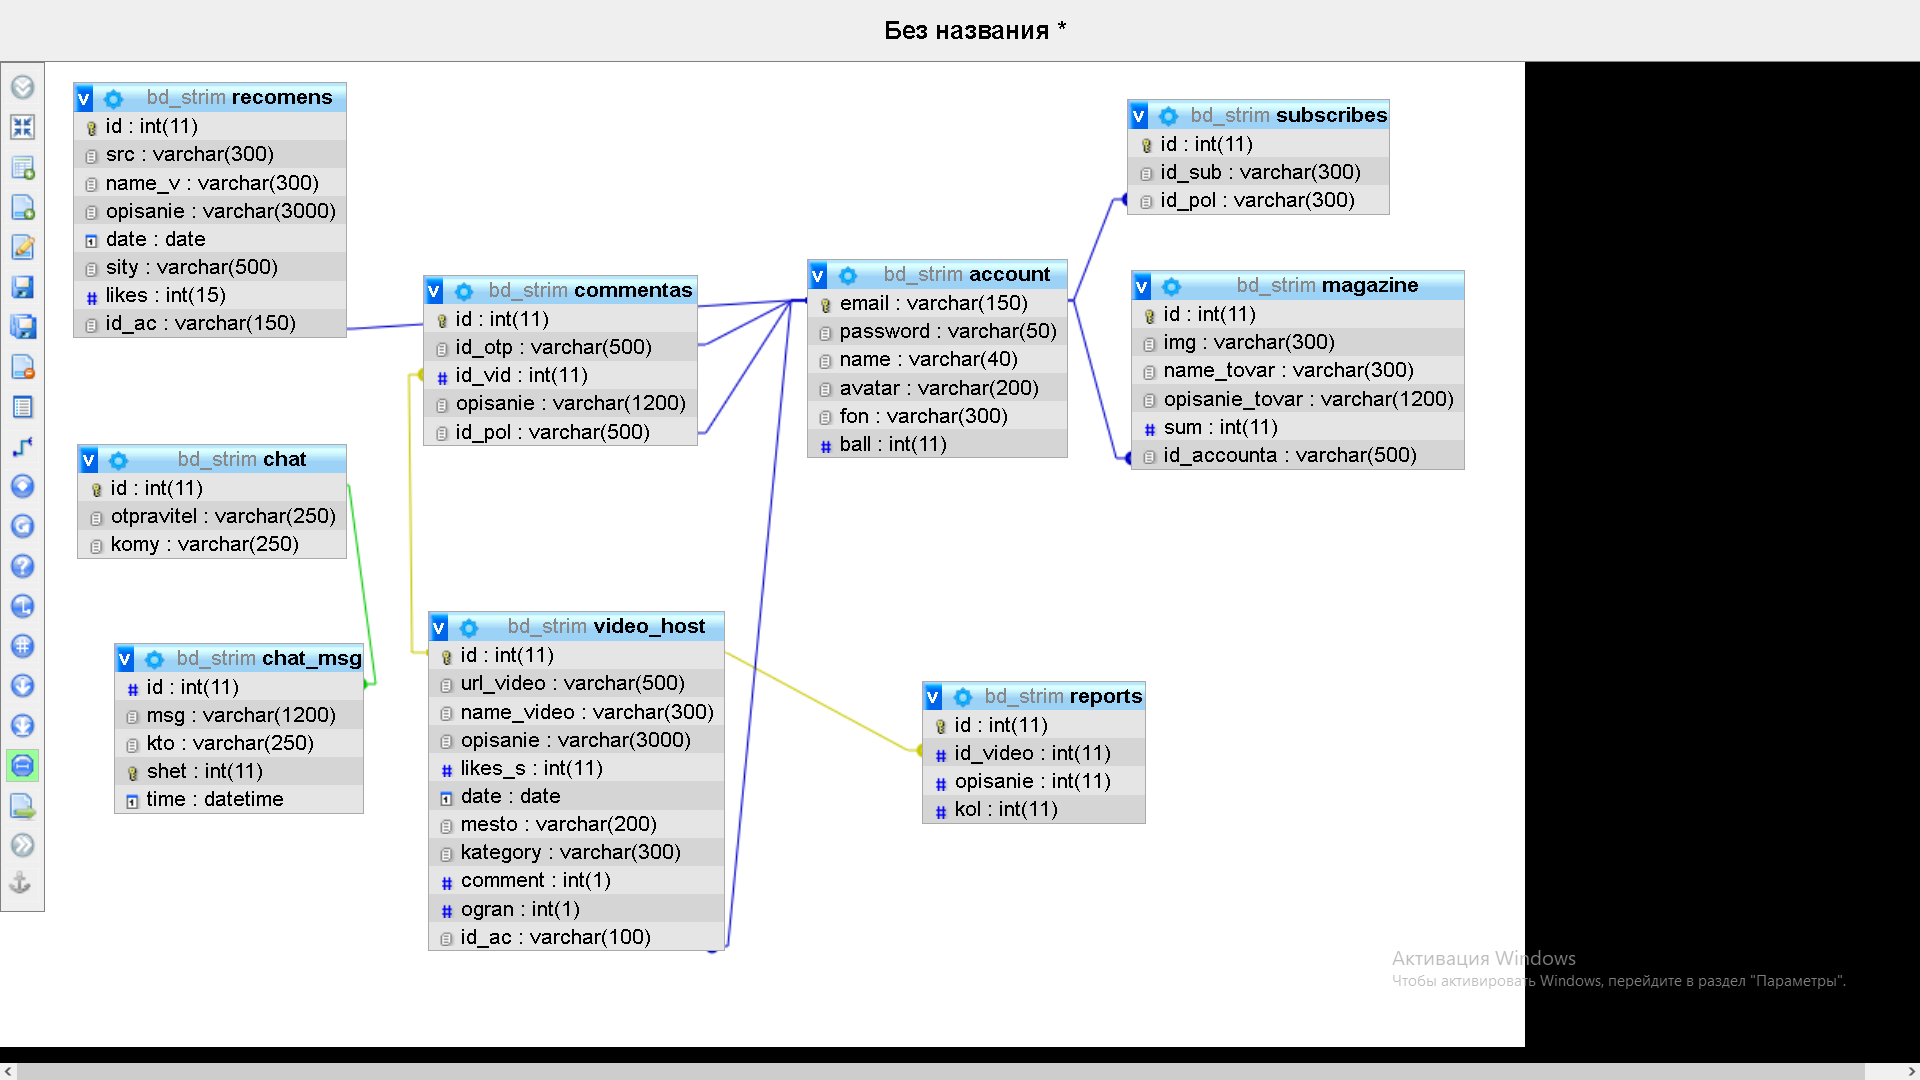 Без названия *
v bd_strim recomens
id : int(11)
src : varchar(300)
name_v : varchar(300)
opisanie : varchar(3000)
date : date
sity : varchar(500)
# likes : int(15)
id_ac : varchar(150)
v bd_strim commentas
id : int(11)
id_otp : varchar(500)
# id_vid : int(11)
opisanie : varchar(1200)
id_pol : varchar(500)
v bd_strim account
email : varchar(150)
password : varchar(50)
name : varchar(40)
avatar : varchar(200)
fon : varchar(300)
# ball : int(11)
v bd_strim subscribes
id : int(11)
id_sub : varchar(300)
id_pol : varchar(300)
v bd_strim magazine
id : int(11)
img : varchar(300)
name_tovar : varchar(300)
opisanie_tovar : varchar(1200)
# sum : int(11)
id_accounta : varchar(500)
v bd_strim chat
id : int(11)
otpravitel : varchar(250)
komy : varchar(250)
v bd_strim chat_msg
# id : int(11)
msg : varchar(1200)
kto : varchar(250)
shet : int(11)
time : datetime
v bd_strim video_host
id : int(11)
url_video : varchar(500)
name_video : varchar(300)
opisanie : varchar(3000)
# likes_s : int(11)
date : date
mesto : varchar(200)
kategory : varchar(300)
# comment : int(1)
# ogran : int(1)
id_ac : varchar(100)
v bd_strim reports
id : int(11)
# id_video : int(11)
# opisanie : int(11)
# kol : int(11)
Активация Windows
Чтобы активировать Windows, перейдите в раздел "Параметры".